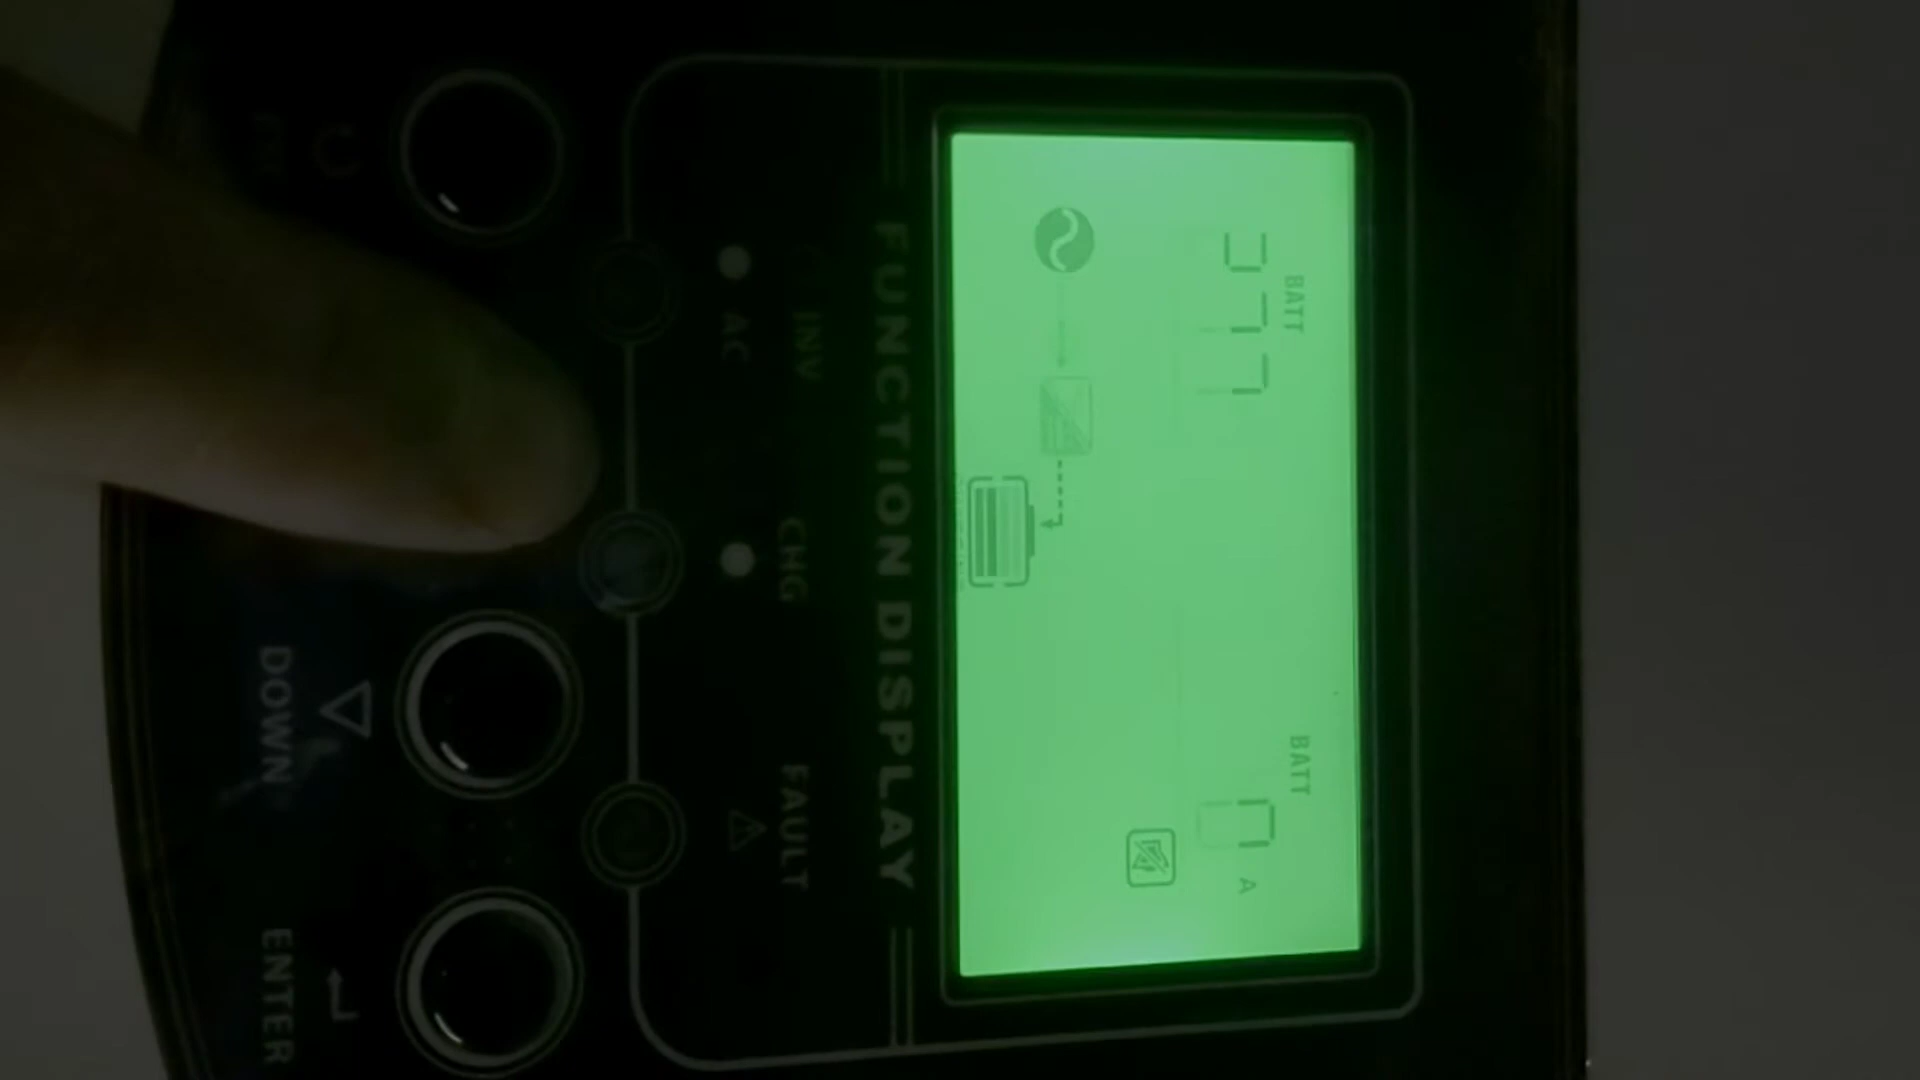 BATT
BATT
A
FUNCTION DISPLAY
INV
AC
CHG
FAULT
DOWN
ENTER